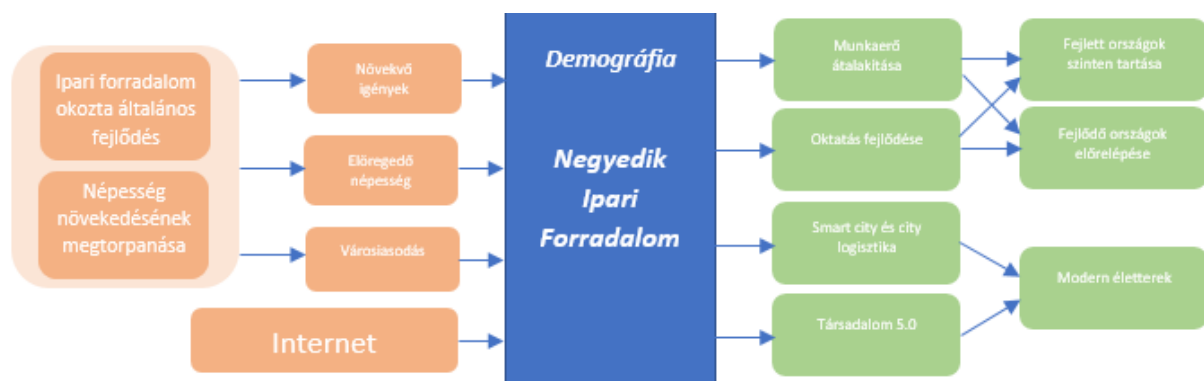 Ipari forradalom
okozta általános
fejlődés
Népesség
növekedésének
megtorpanása
Növekvő
igények
Elöregedő
népesség
Városiasodás
Internet
Demográfia
Negyedik
Ipari
Forradalom
Munkaerő
átalakítása
Oktatás fejlődése
Smart city és city
logisztika
Társadalom 5.0
Fejlett országok
szinten tartása
Fejlődő országok
előrelépése
Modern életterek